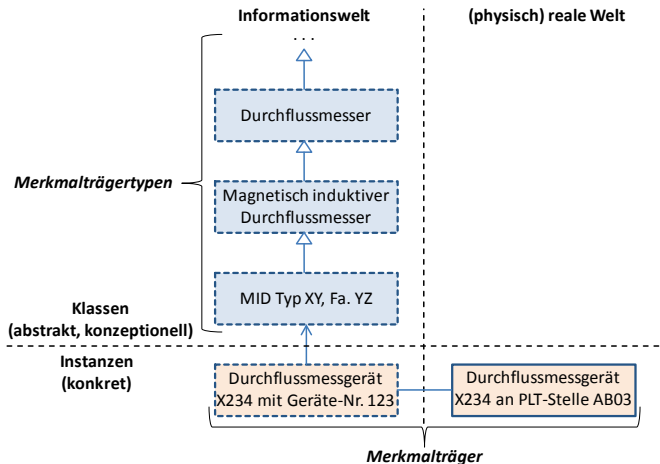 Informationswelt
(physisch) reale Welt
...
Durchflussmesser
Merkmalträgertypen
Magnetisch induktiver
Durchflussmesser
MID Typ XY, Fa. YZ
Klassen
(abstrakt, konzeptionell)
Instanzen
(konkret)
Durchflussmessgerät
X234 mit Geräte-Nr. 123
Durchflussmessgerät
X234 an PLT-Stelle AB03
Merkmalträger